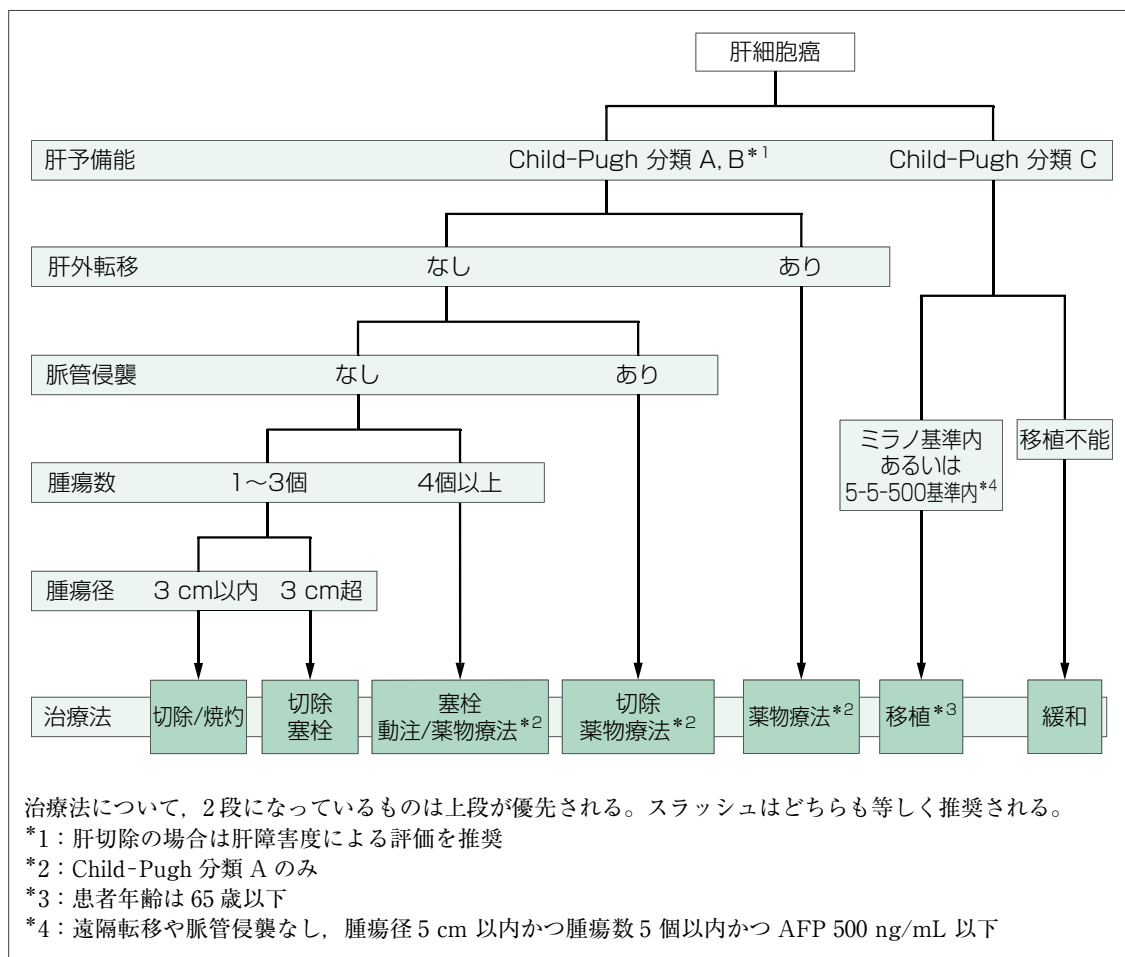 肝細胞癌
肝予備能 Child-Pugh 分類 A, B*1 Child-Pugh 分類 C
肝外転移 なし あり
脈管侵襲 なし あり
ミラノ基準内
あるいは
5-5-500基準内*4
移植不能
腫瘍数 1～3個 4個以上
腫瘍径 3 cm以内 3 cm超
治療法
切除/焼灼
切除
塞栓
塞栓
動注/薬物療法*2
切除
薬物療法*2
薬物療法*2
移植*3
緩和
治療法について，2段になっているものは上段が優先される。スラッシュはどちらも等しく推奨される。
*1：肝切除の場合は肝障害度による評価を推奨
*2：Child-Pugh 分類 A のみ
*3：患者年齢は 65 歳以下
*4：遠隔転移や脈管侵襲なし，腫瘍径 5 cm 以内かつ腫瘍数 5 個以内かつ AFP 500 ng/mL 以下